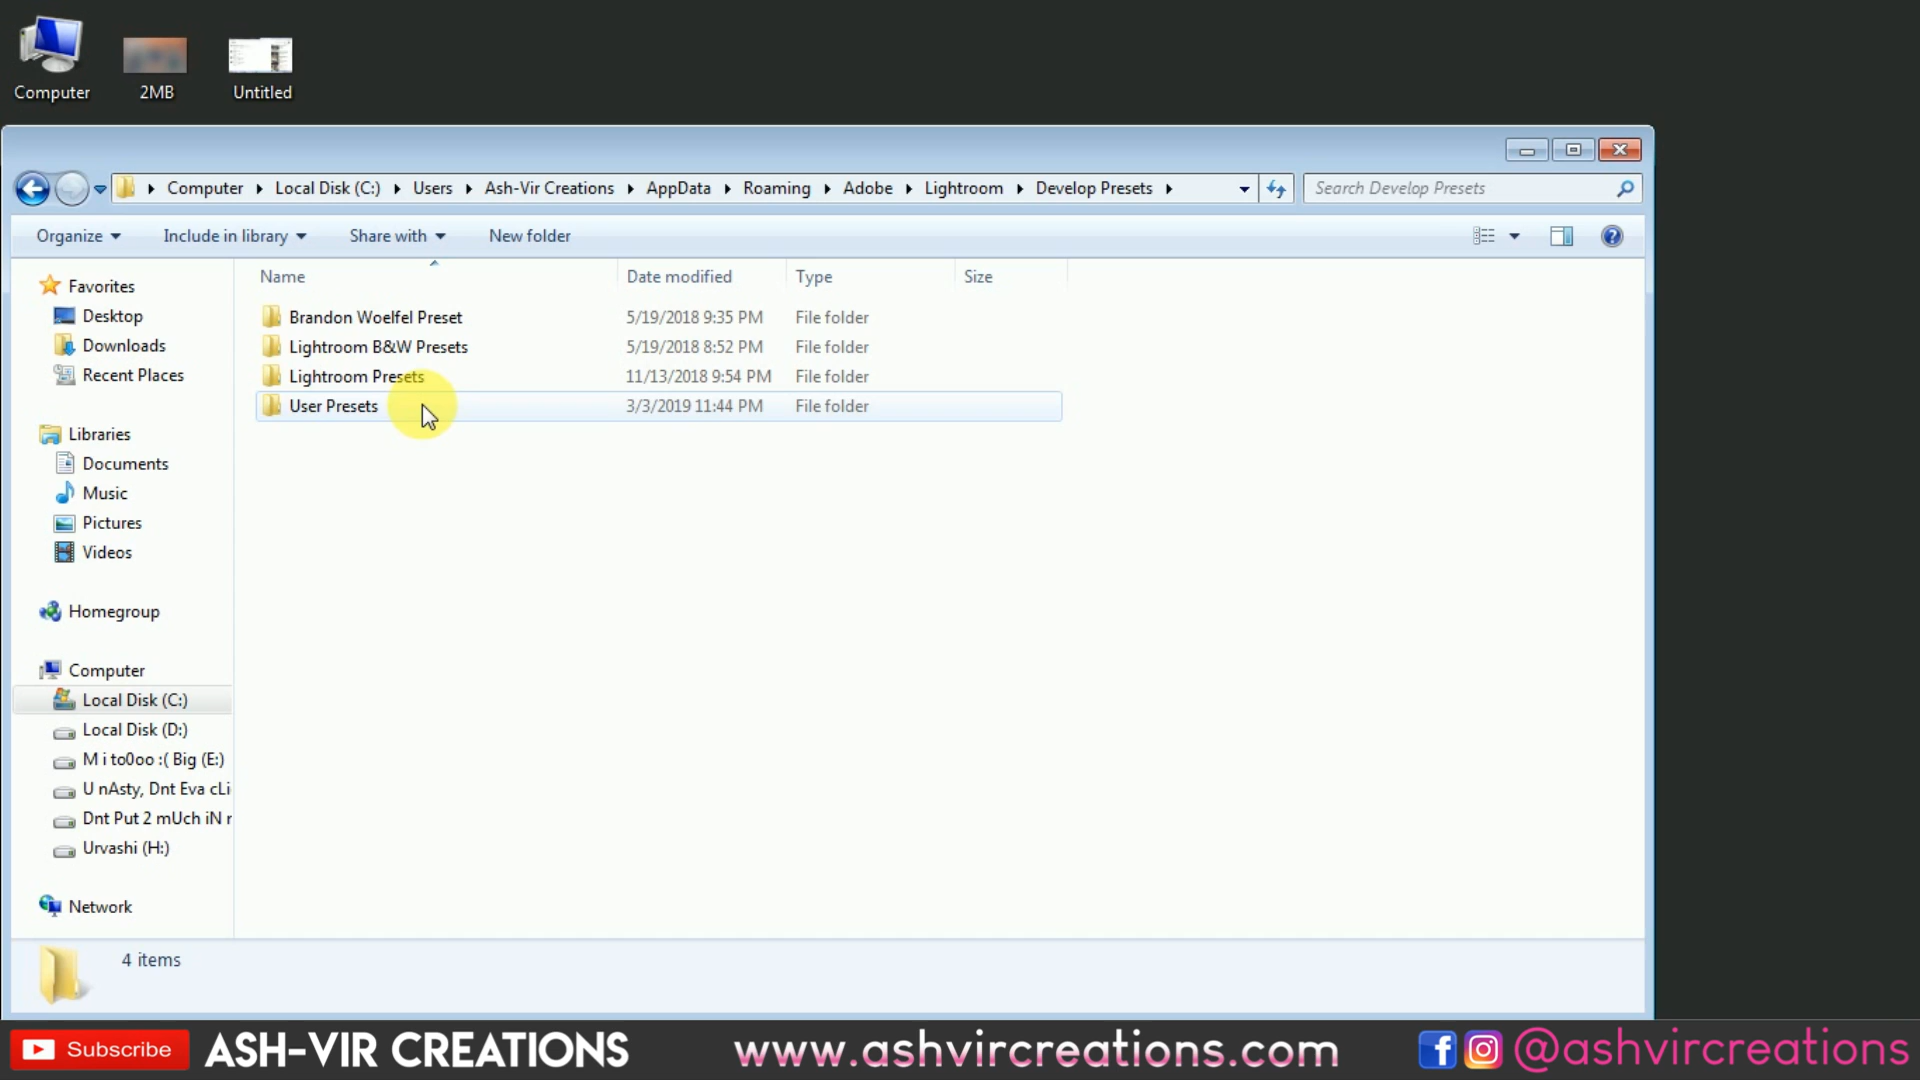 Computer
2MB
Untitled
Computer Local Disk (C:) Users Ash-Vir Creations AppData Roaming Adobe Lightroom Develop Presets
Search Develop Presets
Organize Include in library Share with New folder
Name Date modified Type Size
Favorites
Desktop
Downloads
Recent Places
Libraries
Documents
Music
Pictures
Videos
Homegroup
Computer
Local Disk (C:)
Local Disk (D:)
M i to0oo :( Big (E:)
U nAsty, Dnt Eva cLi
Dnt Put 2 mUch iN r
Urvashi (H:)
Network
Brandon Woelfel Preset 5/19/2018 9:35 PM File folder
Lightroom B&W Presets 5/19/2018 8:52 PM File folder
Lightroom Presets 11/13/2018 9:54 PM File folder
User Presets 3/3/2019 11:44 PM File folder
4 items
Subscribe ASH-VIR CREATIONS www.ashvircreations.com @ashvircreations